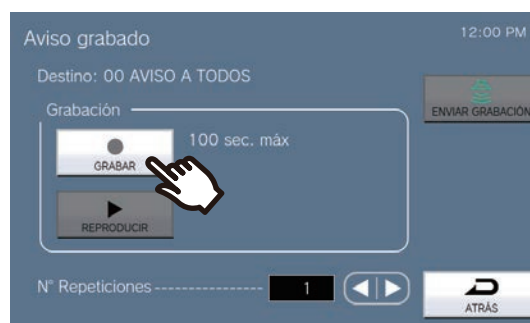 Aviso grabado
12:00 PM
Destino: 00 AVISO A TODOS
Grabación
GRABAR
100 sec. máx
ENVIAR GRABACIÓN
REPRODUCIR
N° Repeticiones
1
ATRÁS